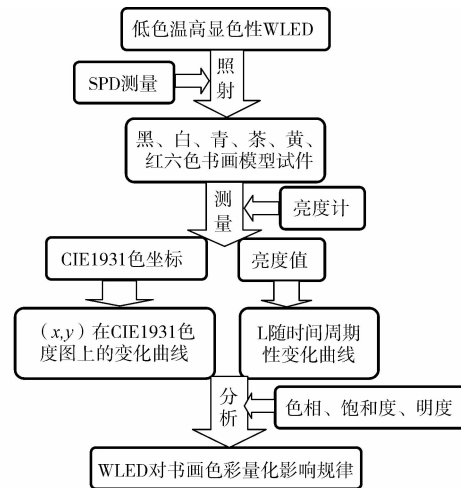 低色温高显色性WLED
照射
SPD测量
黑、白、青、茶、黄、
红六色书画模型试件
测量
亮度计
CIE1931色坐标
亮度值
(x,y)在CIE1931色
度图上的变化曲线
L随时间周期
性变化曲线
分析
色相、饱和度、明度
WLED对书画色彩量化影响规律